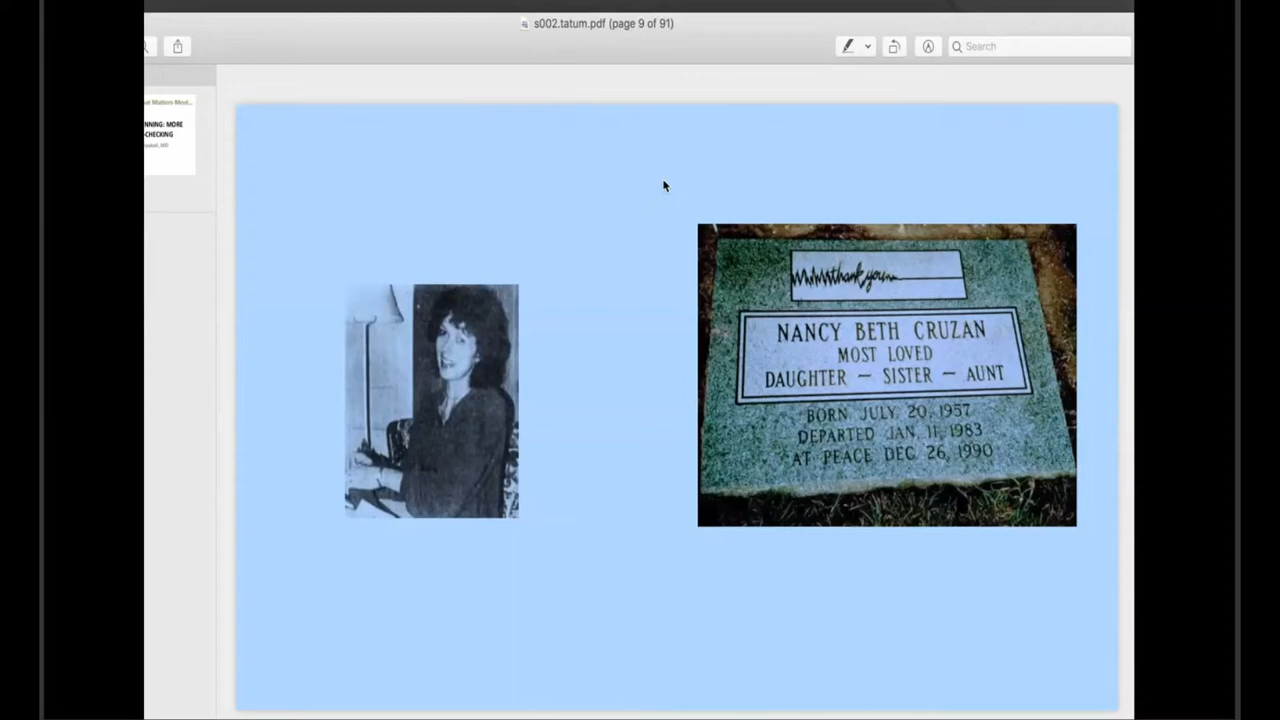 s002.tatum.pdf (page 9 of 91)
Search
NNING: MORE
-CHECKING
thank you
NANCY BETH CRUZAN
MOST LOVED
DAUGHTER — SISTER — AUNT
BORN JULY 20, 1957
DEPARTED JAN 11, 1983
AT PEACE DEC 26, 1990